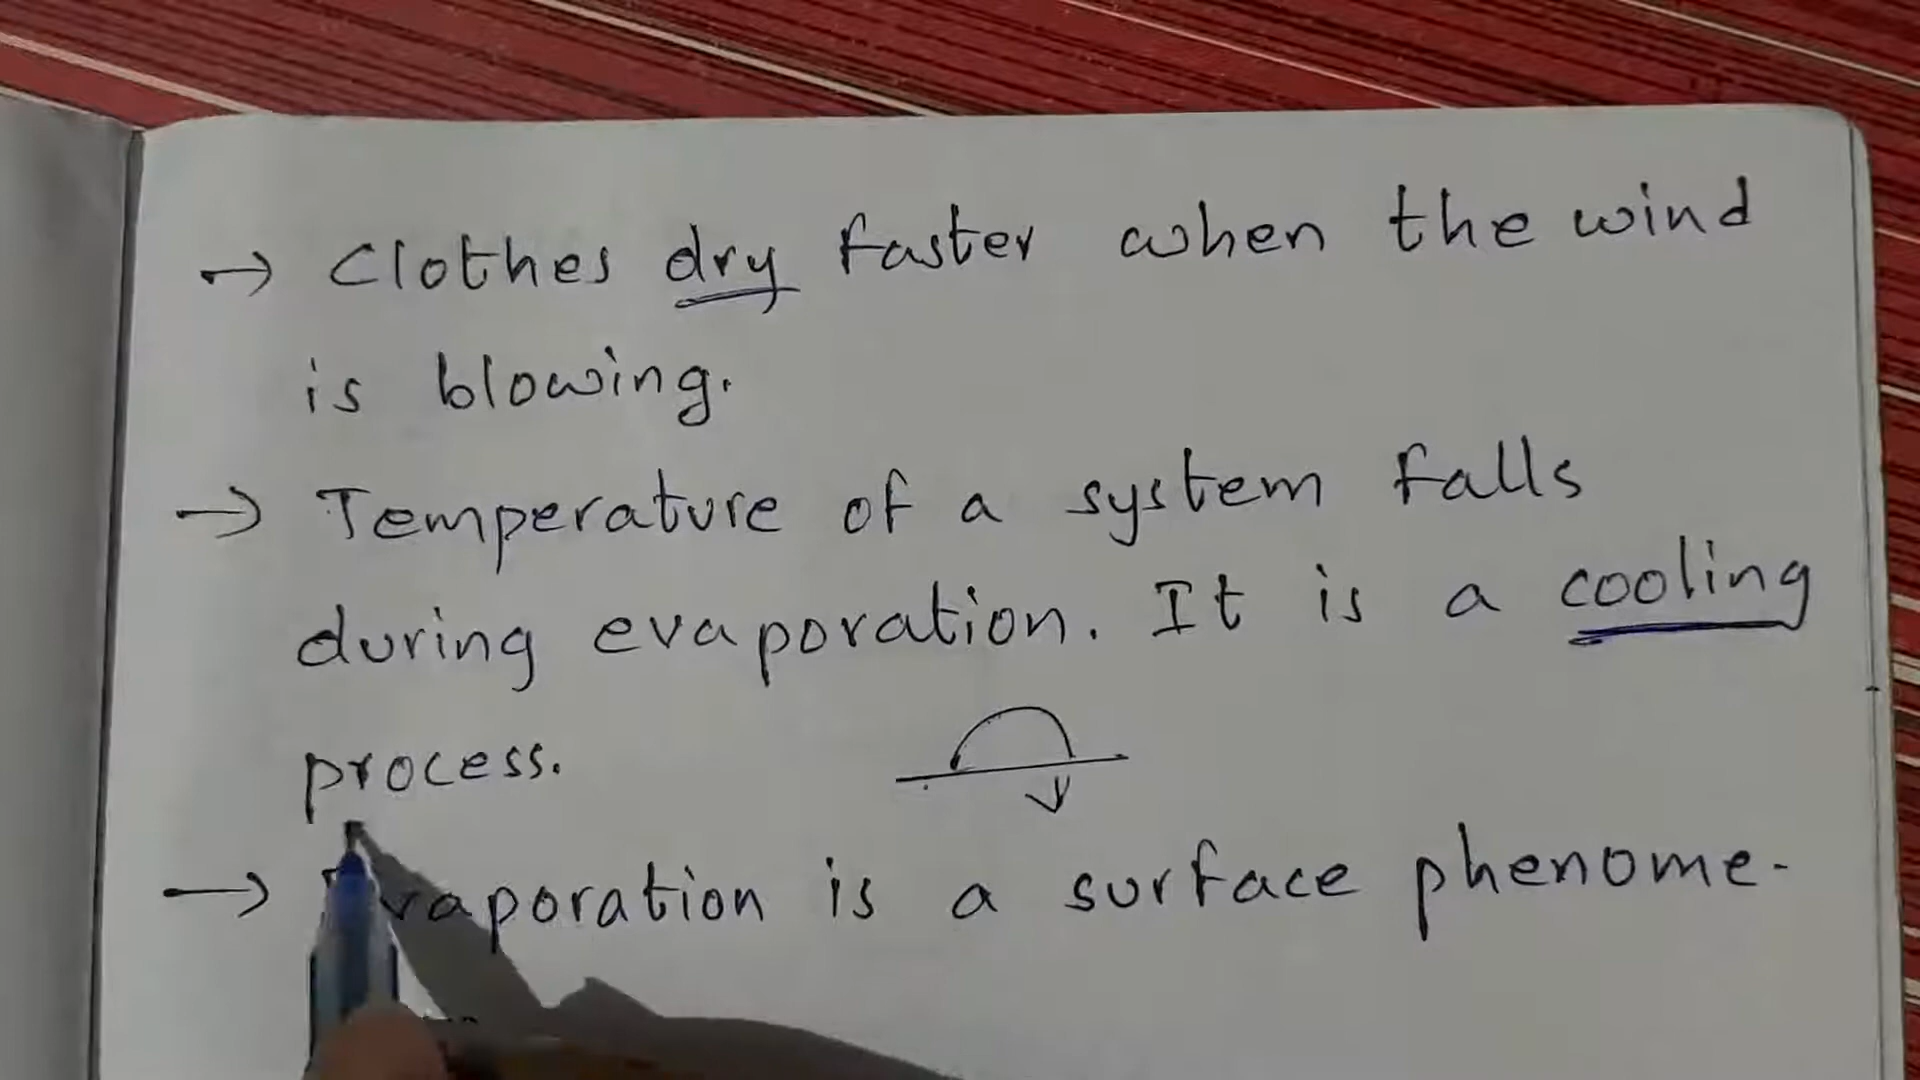 → Clothes dry faster when the wind
is blowing.
→ Temperature of a system falls
during evaporation. It is a cooling
process.
→ Evaporation is a surface phenome-